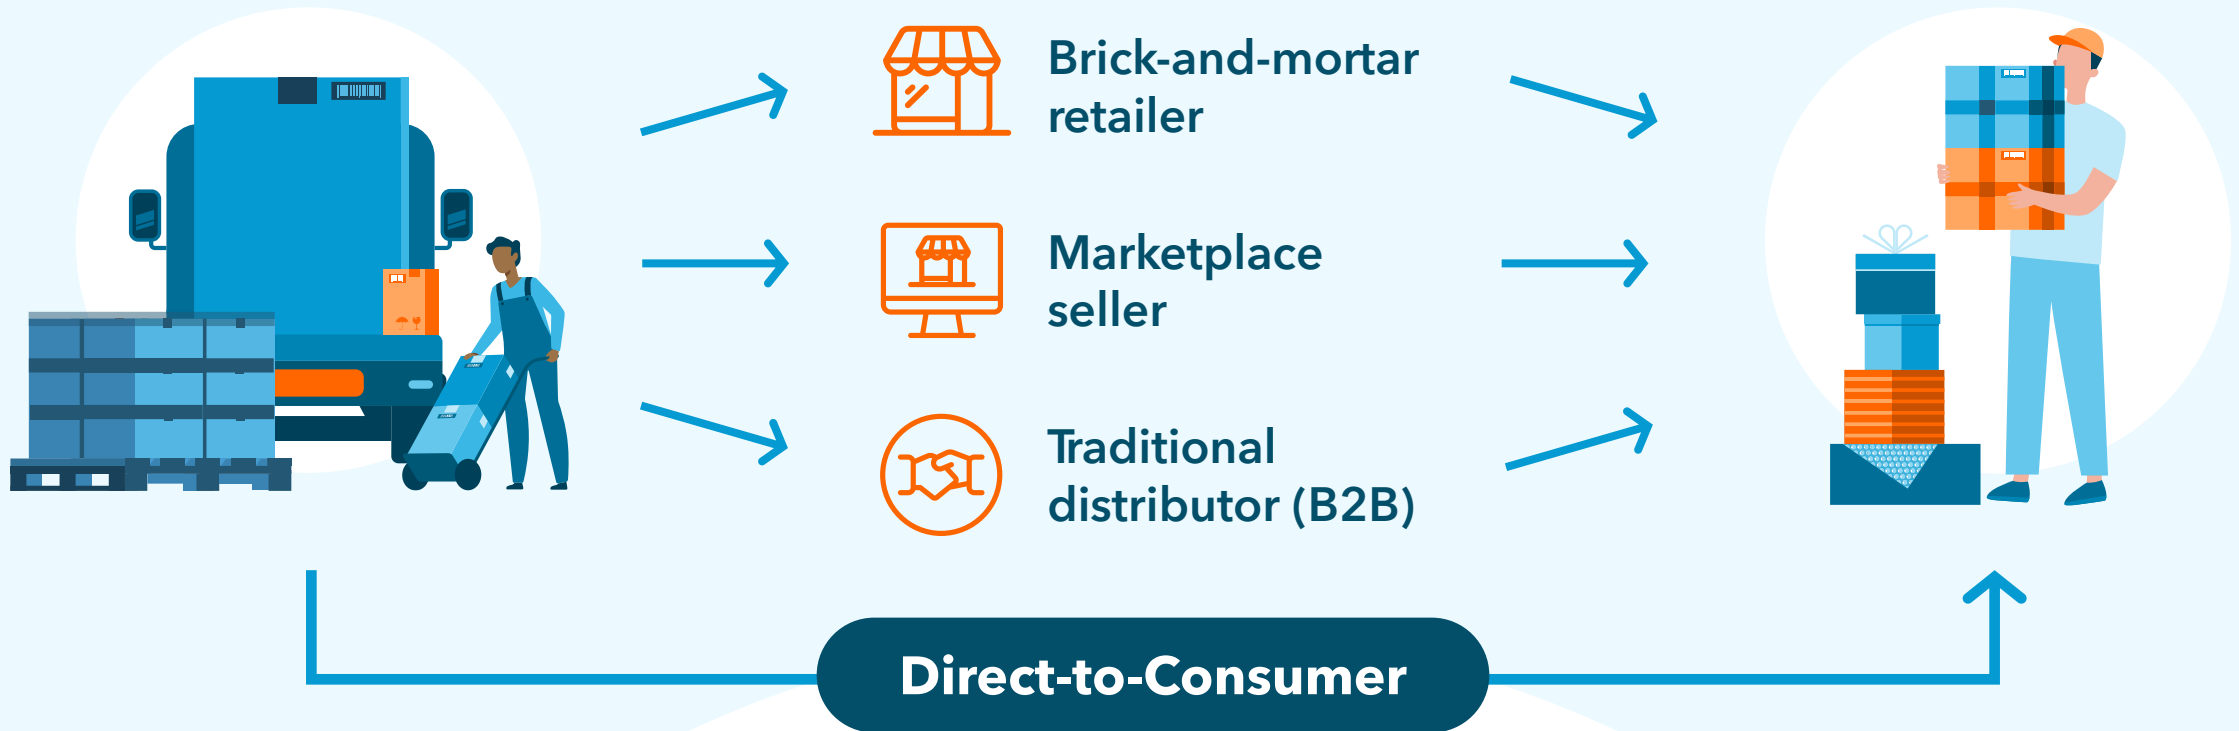 Brick-and-mortar
retailer
Marketplace
seller
Traditional
distributor (B2B)
Direct-to-Consumer